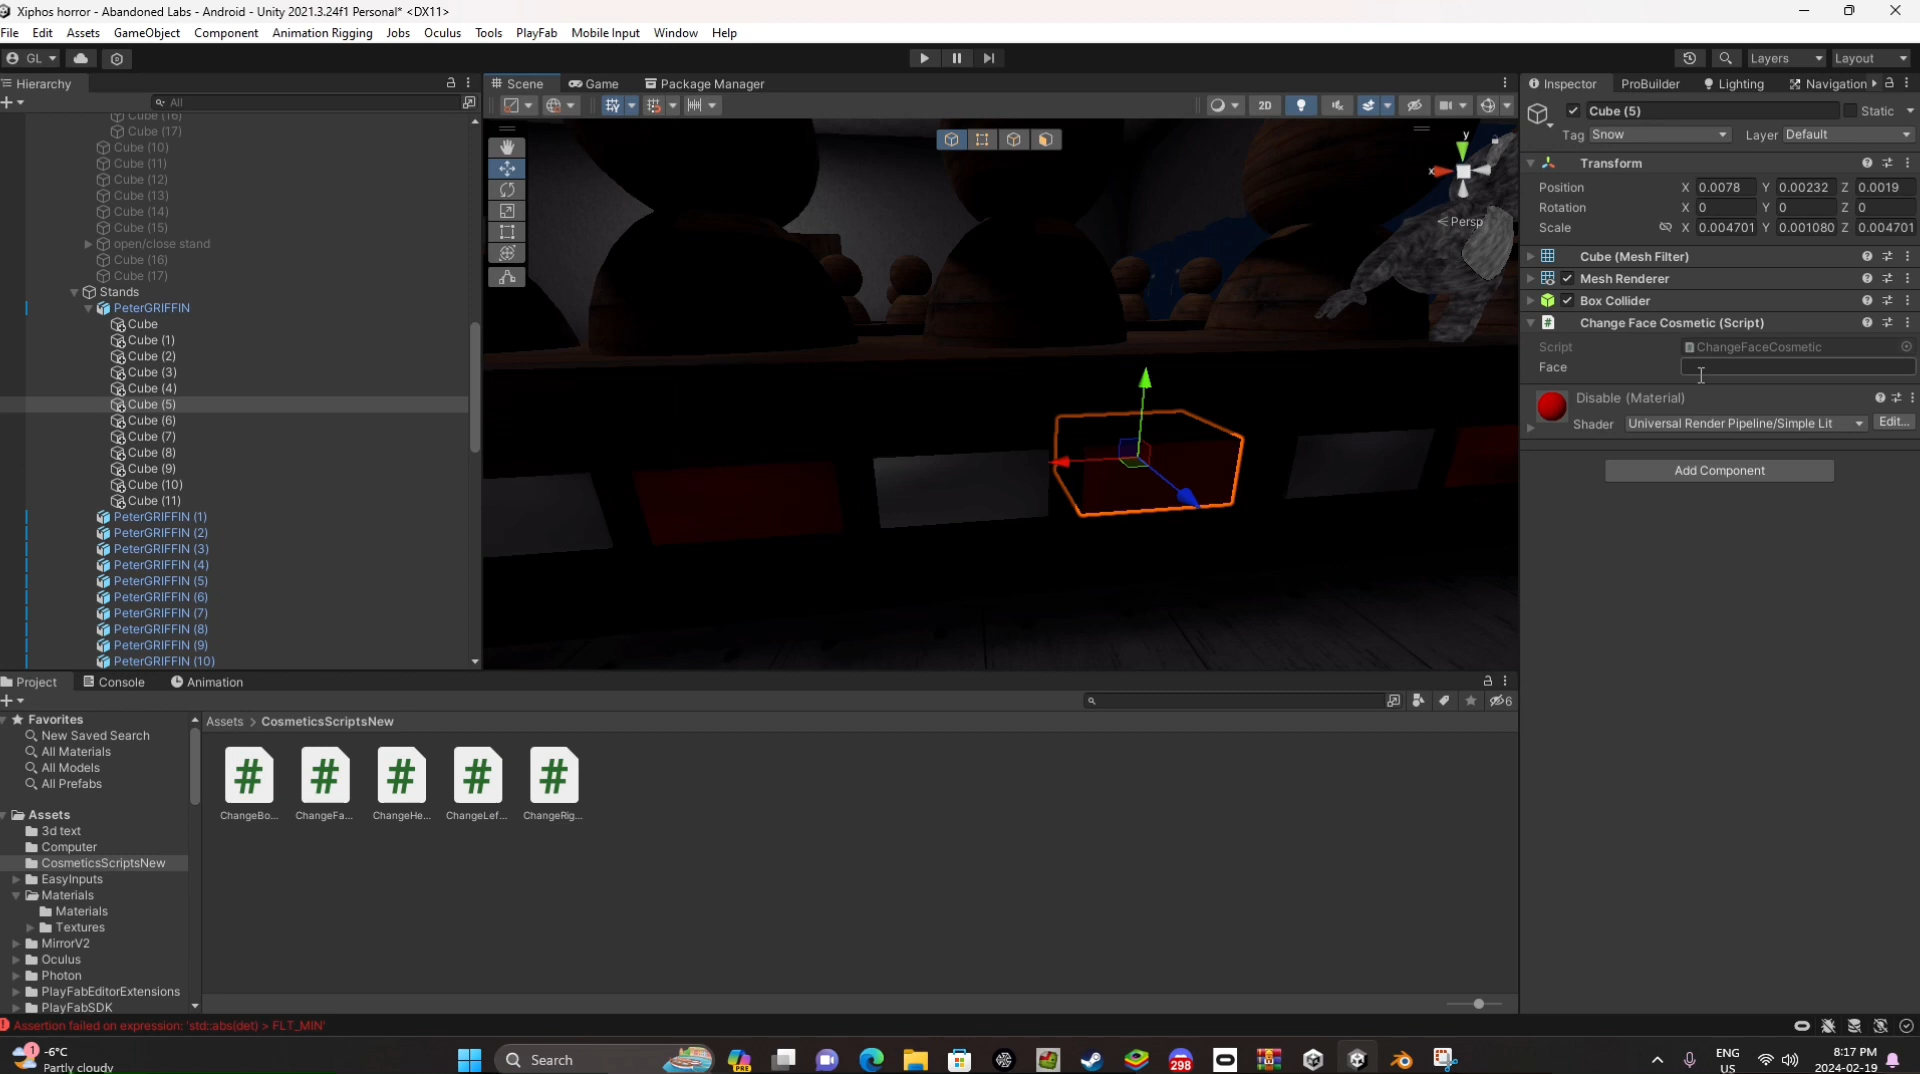 Xiphos horror - Abandoned Labs - Android - Unity 2021.3.24f1 Personal* <DX11>
File Edit Assets GameObject Component Animation Rigging Jobs Oculus Tools PlayFab Mobile Input Window Help
GL Layers Layout
Hierarchy Scene Game Package Manager Inspector ProBuilder Lighting Navigation
All 2D
Cube (16)
Cube (17)
Cube (10)
Cube (11)
Cube (12)
Cube (13)
Cube (14)
Cube (15)
open/close stand
Cube (16)
Cube (17)
Stands
PeterGRIFFIN
Cube
Cube (1)
Cube (2)
Cube (3)
Cube (4)
Cube (5)
Cube (6)
Cube (7)
Cube (8)
Cube (9)
Cube (10)
Cube (11)
PeterGRIFFIN (1)
PeterGRIFFIN (2)
PeterGRIFFIN (3)
PeterGRIFFIN (4)
PeterGRIFFIN (5)
PeterGRIFFIN (6)
PeterGRIFFIN (7)
PeterGRIFFIN (8)
PeterGRIFFIN (9)
PeterGRIFFIN (10)
y
x
< Persp
Cube (5) Static
Tag Snow Layer Default
Transform
Position X 0.0078 Y 0.00232 Z 0.0019
Rotation X 0 Y 0 Z 0
Scale X 0.004701 Y 0.001080 Z 0.004701
Cube (Mesh Filter)
Mesh Renderer
Box Collider
Change Face Cosmetic (Script)
Script ChangeFaceCosmetic
Face
Disable (Material)
Shader Universal Render Pipeline/Simple Lit Edit...
Add Component
Project Console Animation
6
Favorites
New Saved Search
All Materials
All Models
All Prefabs
Assets
3d text
Computer
CosmeticsScriptsNew
EasyInputs
Materials
Materials
Textures
MirrorV2
Oculus
Photon
PlayFabEditorExtensions
PlayFabSDK
Assets > CosmeticsScriptsNew
ChangeBo... ChangeFa... ChangeHe... ChangeLef... ChangeRig...
Assertion failed on expression: 'std::abs(det) > FLT_MIN'
1
-6°C
Partly cloudy
Search
PRE
298
ENG
US
8:17 PM
2024-02-19